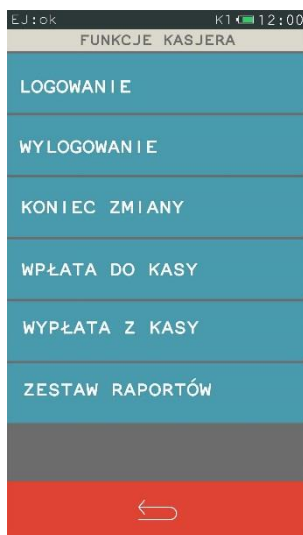 EJ:ok K1 12:00
FUNKCJE KASJERA
LOGOWANIE
WYLOGOWANIE
KONIEC ZMIANY
WPŁATA DO KASY
WYPŁATA Z KASY
ZESTAW RAPORTÓW